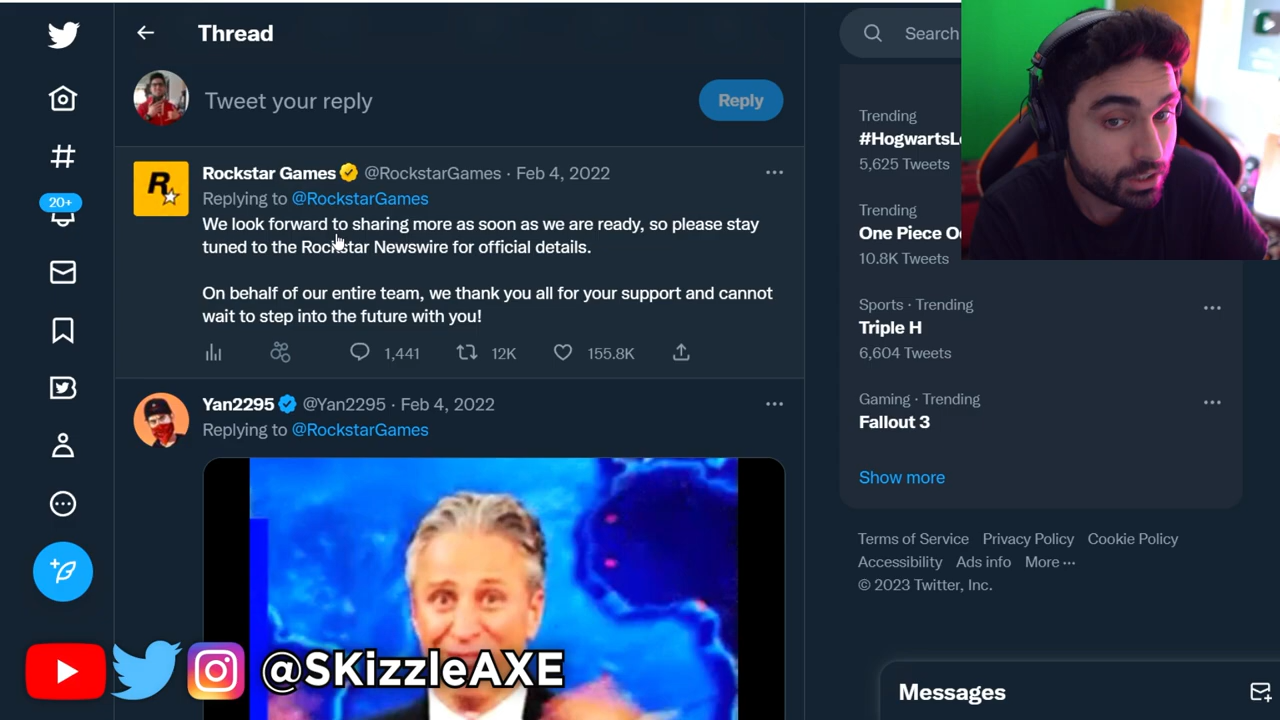 Thread
Search
Tweet your reply
Reply
Rockstar Games @RockstarGames · Feb 4, 2022
Replying to @RockstarGames
We look forward to sharing more as soon as we are ready, so please stay
tuned to the Rockstar Newswire for official details.
On behalf of our entire team, we thank you all for your support and cannot
wait to step into the future with you!
1,441 12K 155.8K
20+
Yan2295 @Yan2295 · Feb 4, 2022
Replying to @RockstarGames
Trending
#HogwartsL
5,625 Tweets
Trending
One Piece O
10.8K Tweets
Sports · Trending
Triple H
6,604 Tweets
Gaming · Trending
Fallout 3
Show more
Terms of Service Privacy Policy Cookie Policy
Accessibility Ads info More ···
© 2023 Twitter, Inc.
Messages
@SKizzleAXE
R